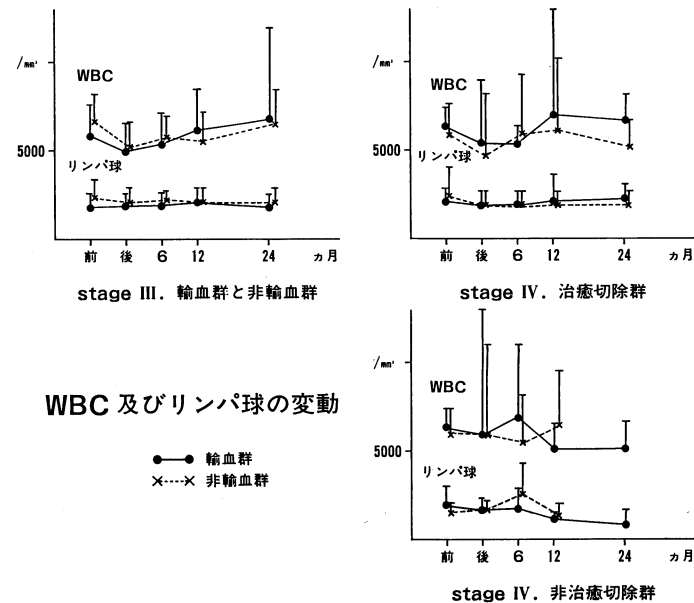 /mm³
WBC
5000
リンパ球
前 後 6 12 24 ヵ月
stage III. 輸血群と非輸血群
/mm³
WBC
5000
リンパ球
前 後 6 12 24 ヵ月
stage IV. 治癒切除群
WBC 及びリンパ球の変動
輸血群
非輸血群
/mm³
WBC
5000
リンパ球
前 後 6 12 24 ヵ月
stage IV. 非治癒切除群